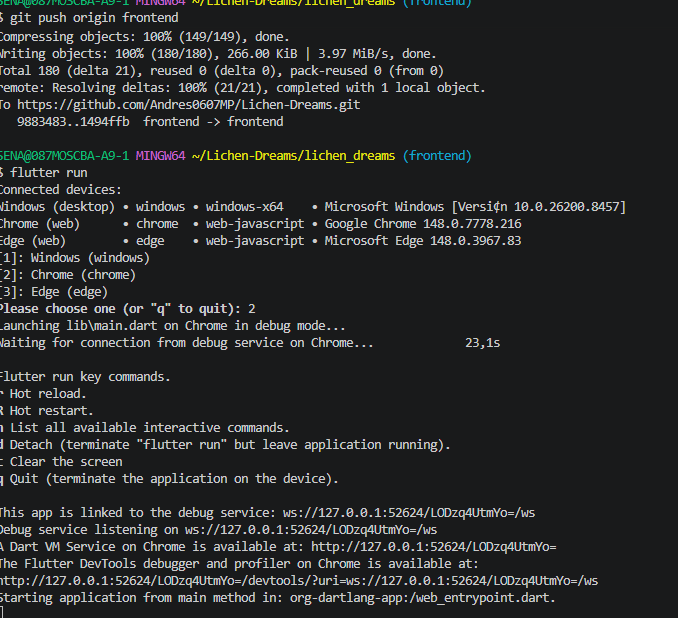 SENA@087MOSCBA-A9-1 MINGW64 ~/Lichen-Dreams/lichen_dreams (frontend)
$ git push origin frontend
Compressing objects: 100% (149/149), done.
Writing objects: 100% (180/180), 266.00 KiB | 3.97 MiB/s, done.
Total 180 (delta 21), reused 0 (delta 0), pack-reused 0 (from 0)
remote: Resolving deltas: 100% (21/21), completed with 1 local object.
To https://github.com/Andres0607MP/Lichen-Dreams.git
   9883483..1494ffb  frontend -> frontend

SENA@087MOSCBA-A9-1 MINGW64 ~/Lichen-Dreams/lichen_dreams (frontend)
$ flutter run
Connected devices:
Windows (desktop) • windows • windows-x64    • Microsoft Windows [Versi¢n 10.0.26200.8457]
Chrome (web)      • chrome  • web-javascript • Google Chrome 148.0.7778.216
Edge (web)        • edge    • web-javascript • Microsoft Edge 148.0.3967.83
[1]: Windows (windows)
[2]: Chrome (chrome)
[3]: Edge (edge)
Please choose one (or "q" to quit): 2
Launching lib\main.dart on Chrome in debug mode...
Waiting for connection from debug service on Chrome...             23,1s

Flutter run key commands.
r Hot reload.
R Hot restart.
h List all available interactive commands.
d Detach (terminate "flutter run" but leave application running).
c Clear the screen
q Quit (terminate the application on the device).

This app is linked to the debug service: ws://127.0.0.1:52624/LODzq4UtmYo=/ws
Debug service listening on ws://127.0.0.1:52624/LODzq4UtmYo=/ws
A Dart VM Service on Chrome is available at: http://127.0.0.1:52624/LODzq4UtmYo=
The Flutter DevTools debugger and profiler on Chrome is available at:
http://127.0.0.1:52624/LODzq4UtmYo=/devtools/?uri=ws://127.0.0.1:52624/LODzq4UtmYo=/ws
Starting application from main method in: org-dartlang-app:/web_entrypoint.dart.